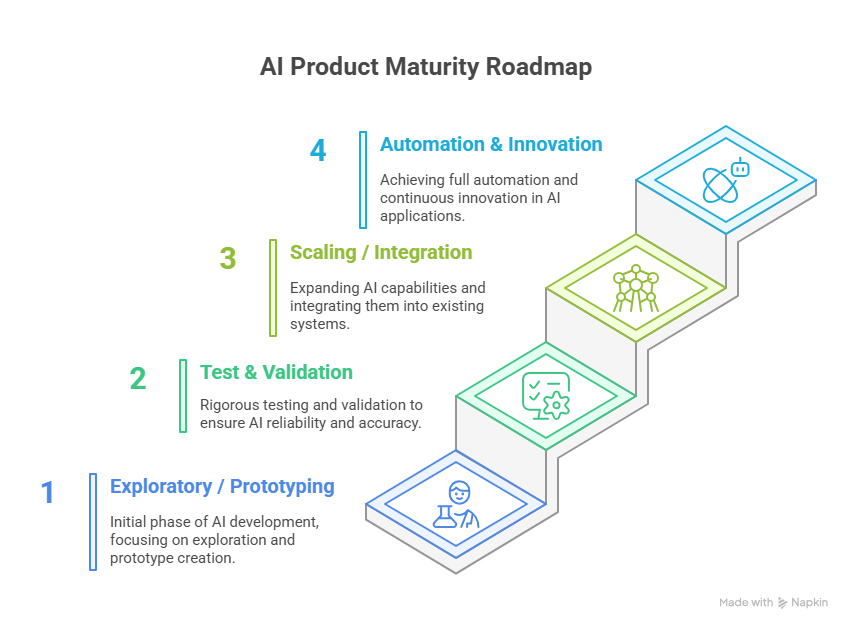 AI Product Maturity Roadmap
4
Automation & Innovation
Achieving full automation and
continuous innovation in AI
applications.
3
Scaling / Integration
Expanding AI capabilities and
integrating them into existing
systems.
2
Test & Validation
Rigorous testing and validation to
ensure AI reliability and accuracy.
1
Exploratory / Prototyping
Initial phase of AI development,
focusing on exploration and
prototype creation.
Made with Napkin